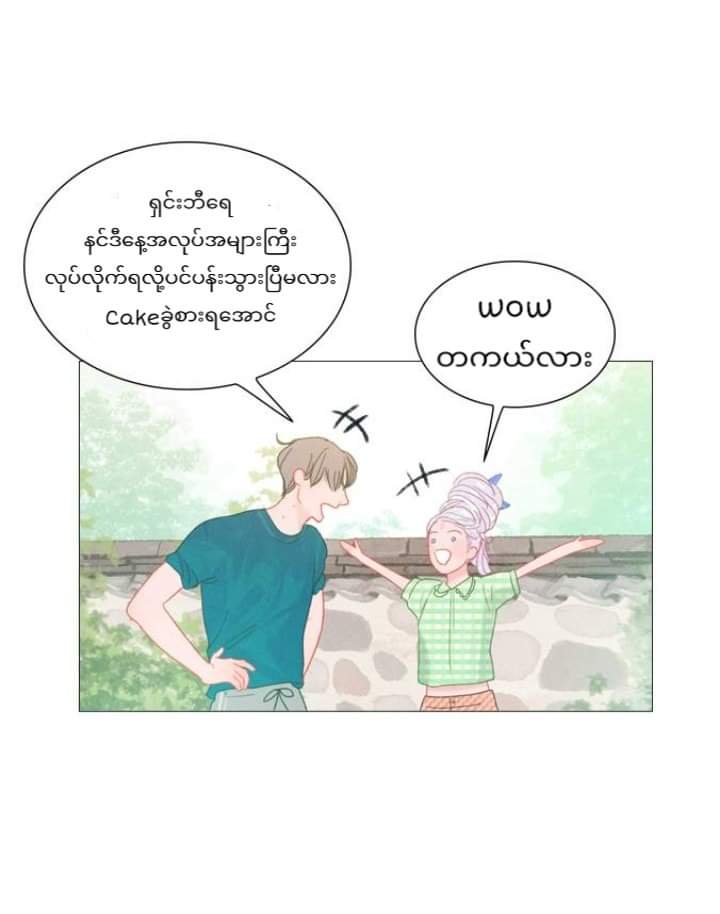 ရှင်းဘီရေ
နင်ဒီနေ့အလုပ်အများကြီး
လုပ်လိုက်ရလို့ပင်ပန်းသွားပြီမလား
Cakeခွဲစားရအောင်
wow
တကယ်လား